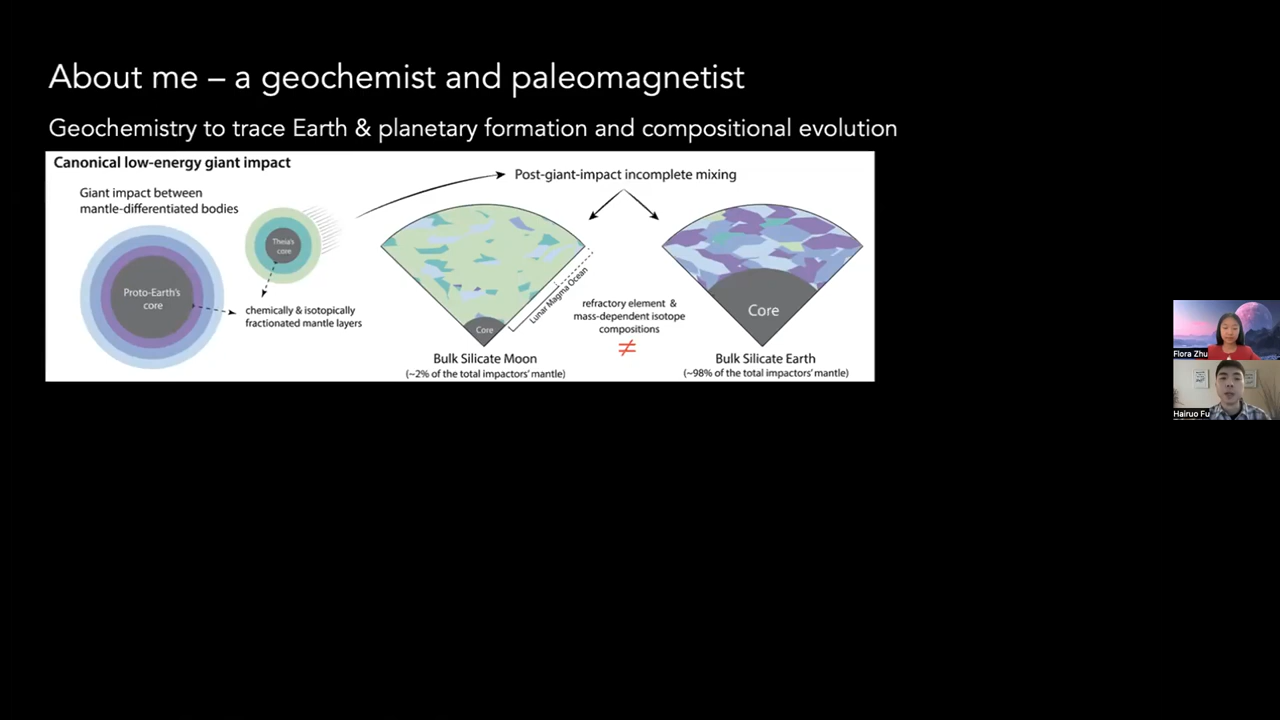 About me – a geochemist and paleomagnetist
Geochemistry to trace Earth & planetary formation and compositional evolution
Canonical low-energy giant impact
Giant impact between
mantle-differentiated bodies
Proto-Earth's
core
Theia's
core
chemically & isotopically
fractionated mantle layers
Post-giant-impact incomplete mixing
Lunar Magma Ocean
Core
Bulk Silicate Moon
(~2% of the total impactors' mantle)
refractory element &
mass-dependent isotope
compositions
≠
Core
Bulk Silicate Earth
(~98% of the total impactors' mantle)
Flora Zhu
Hairuo Fu